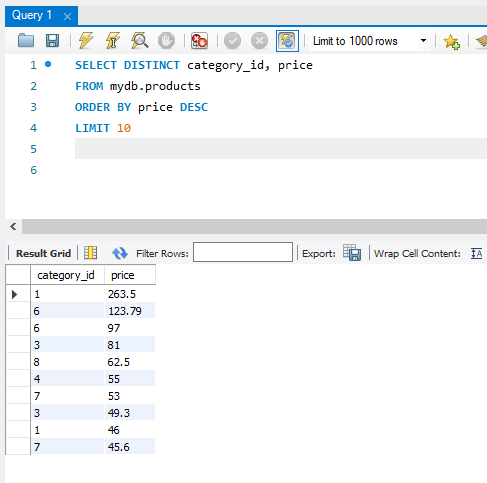 Query 1
Limit to 1000 rows
1 SELECT DISTINCT category_id, price
2 FROM mydb.products
3 ORDER BY price DESC
4 LIMIT 10
5
6
Result Grid Filter Rows: Export: Wrap Cell Content:
category_id price
1 263.5
6 123.79
6 97
3 81
8 62.5
4 55
7 53
3 49.3
1 46
7 45.6